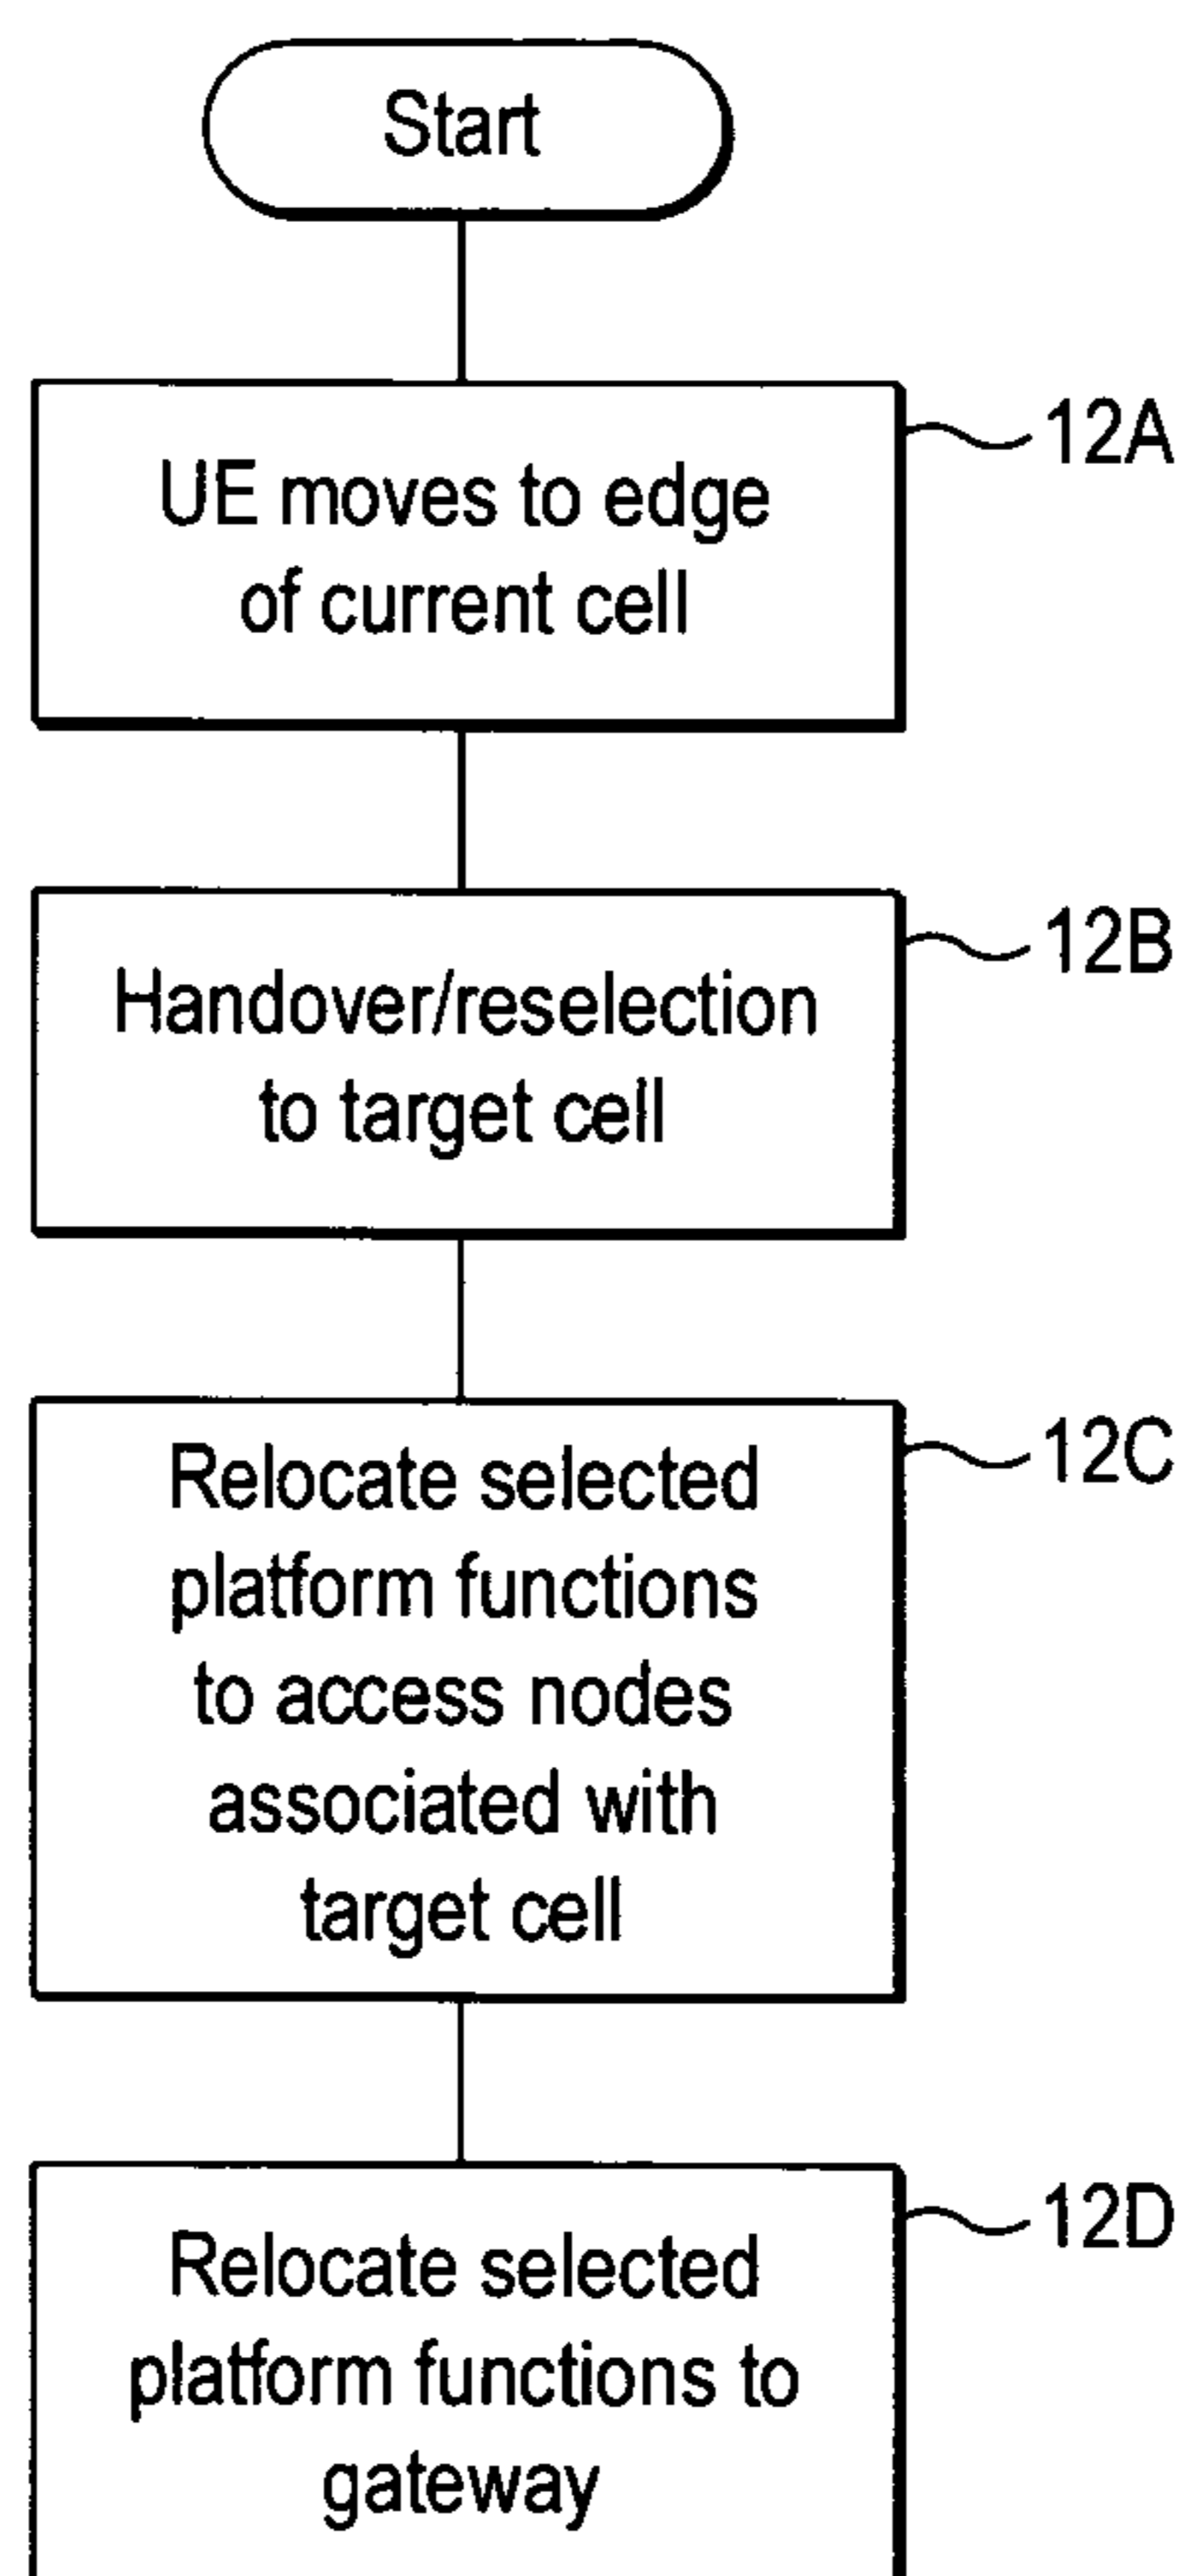 Start
12A
UE moves to edge
of current cell
12B
Handover/reselection
to target cell
12C
Relocate selected
platform functions
to access nodes
associated with
target cell
12D
Relocate selected
platform functions to
gateway